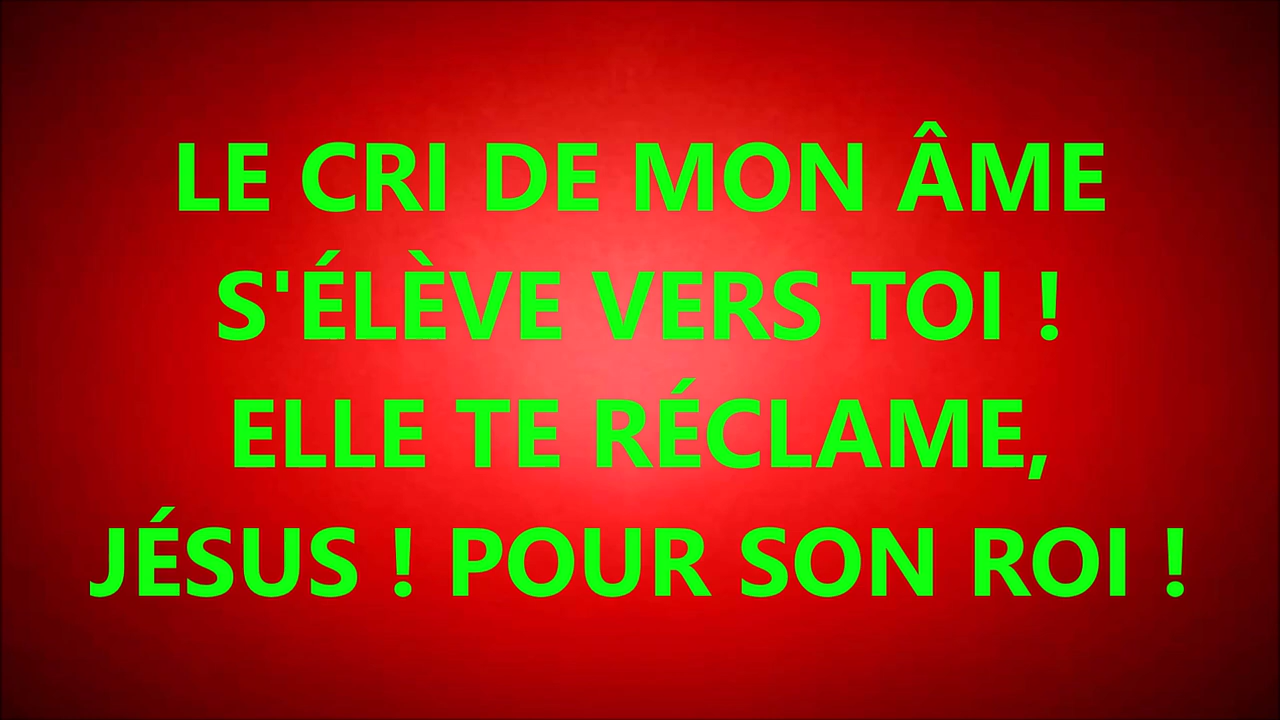 LE CRI DE MON ÂME
S'ÉLÈVE VERS TOI !
ELLE TE RÉCLAME,
JÉSUS ! POUR SON ROI !